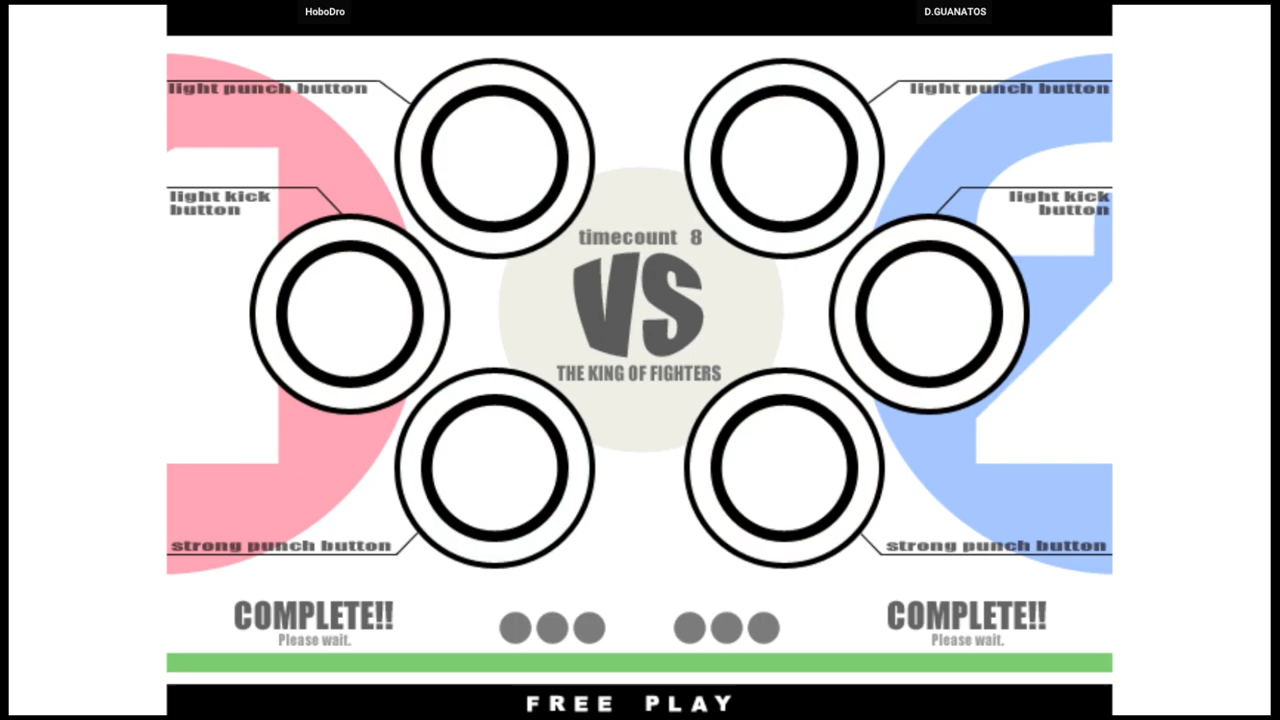 HoboDro
D.GUANATOS
light punch button
light punch button
light kick
button
light kick
button
timecount 8
VS
THE KING OF FIGHTERS
strong punch button
strong punch button
COMPLETE!!
Please wait.
COMPLETE!!
Please wait.
FREE PLAY